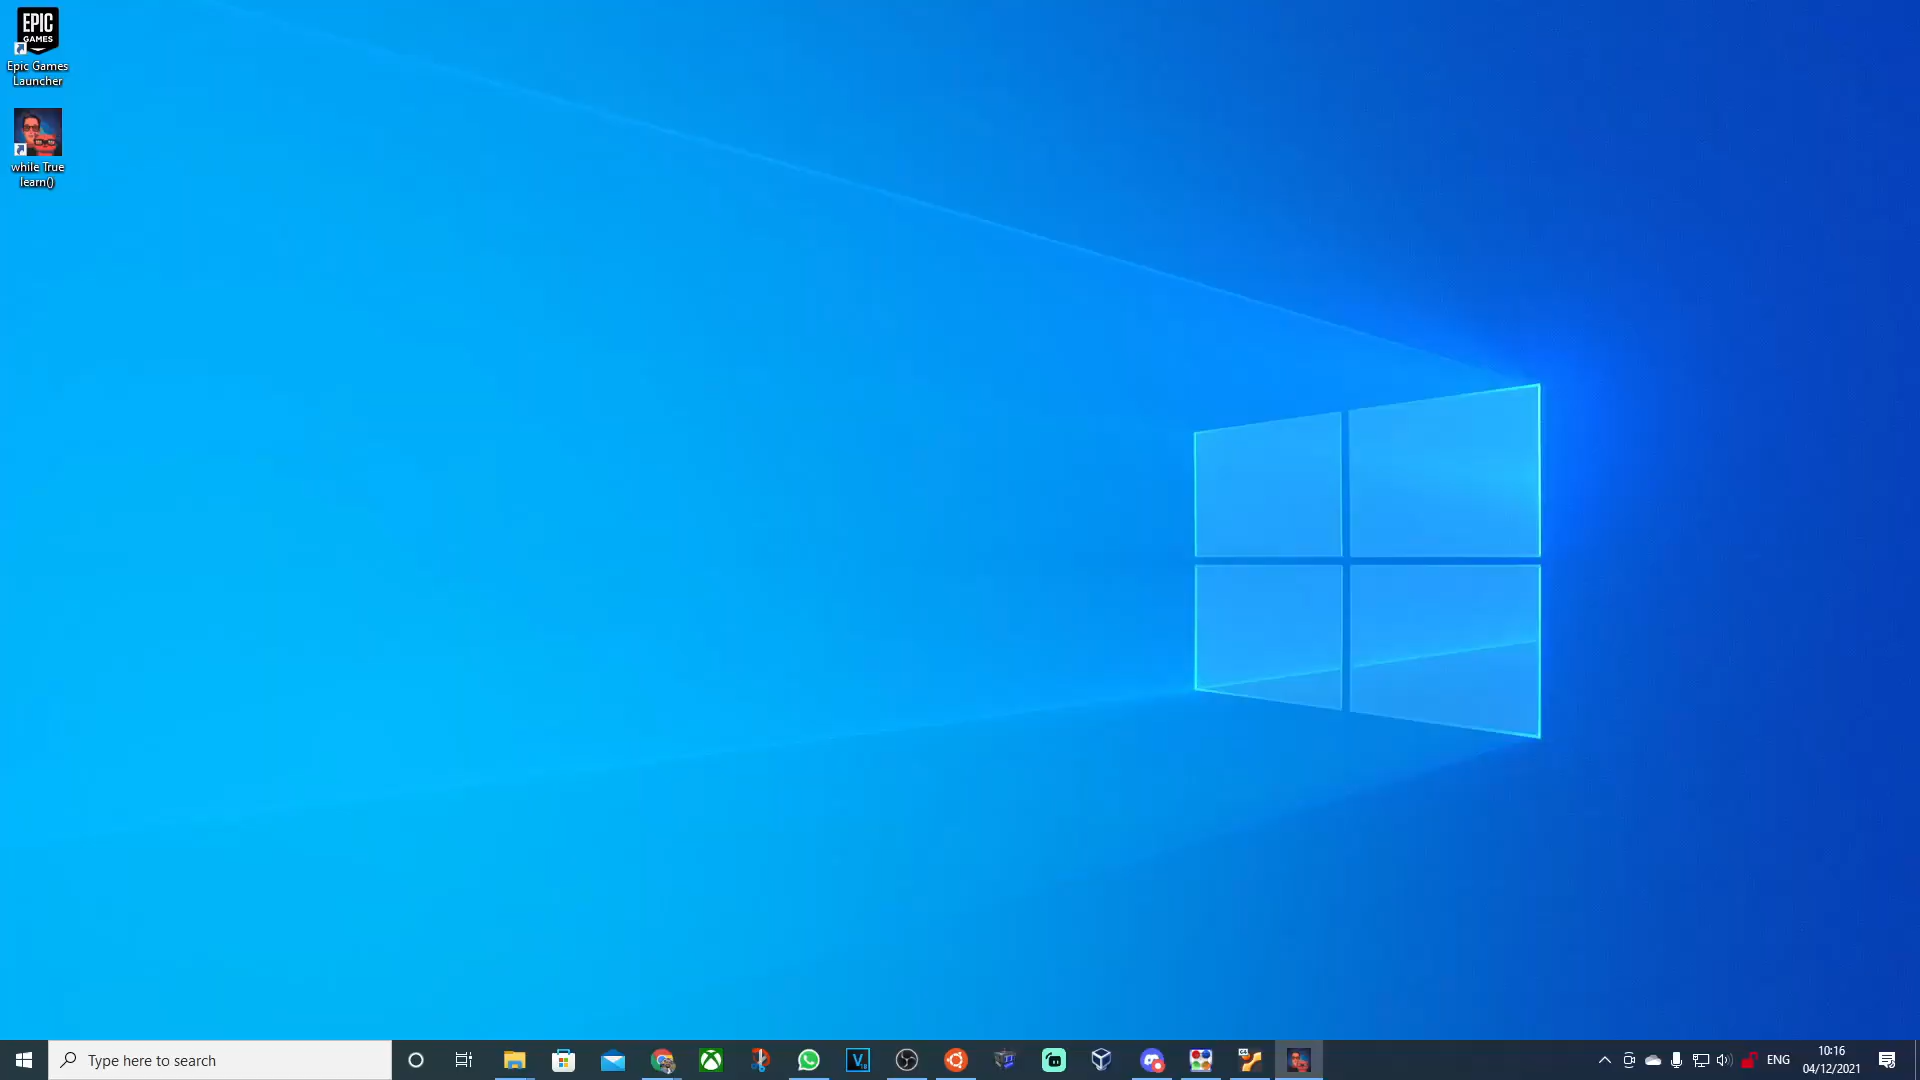 EPIC
GAMES
Epic Games
Launcher
while True
learn()
Type here to search
ENG
10:16
04/12/2021